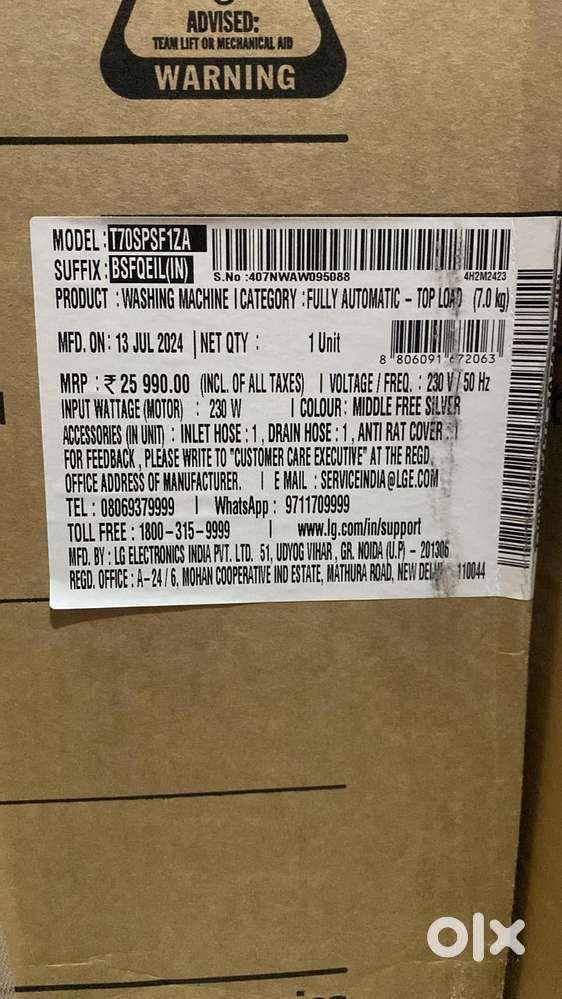 ADVISED:
TEAM LIFT OR MECHANICAL AID
WARNING
MODEL : T70SPSF1ZA
SUFFIX : BSFQEIL(IN)
S.No :407NWAW095088 4H2M2423
PRODUCT : WASHING MACHINE | CATEGORY : FULLY AUTOMATIC - TOP LOAD (7.0 kg)
MFD. ON : 13 JUL 2024 | NET QTY : 1 Unit
8 806091 672063
MRP : ₹ 25 990.00 (INCL. OF ALL TAXES) | VOLTAGE / FREQ. : 230 V / 50 Hz
INPUT WATTAGE (MOTOR) : 230 W | COLOUR : MIDDLE FREE SILVER
ACCESSORIES (IN UNIT) : INLET HOSE : 1 , DRAIN HOSE : 1 , ANTI RAT COVER : 1
FOR FEEDBACK , PLEASE WRITE TO "CUSTOMER CARE EXECUTIVE" AT THE REGD.
OFFICE ADDRESS OF MANUFACTURER. | E MAIL : SERVICEINDIA@LGE.COM
TEL : 08069379999 | WhatsApp : 9711709999
TOLL FREE : 1800-315-9999 | www.lg.com/in/support
MFD. BY : LG ELECTRONICS INDIA PVT. LTD. 51, UDYOG VIHAR , GR. NOIDA (U.P) - 201306
REGD. OFFICE : A-24 / 6, MOHAN COOPERATIVE IND ESTATE, MATHURA ROAD, NEW DELHI 110044
olx